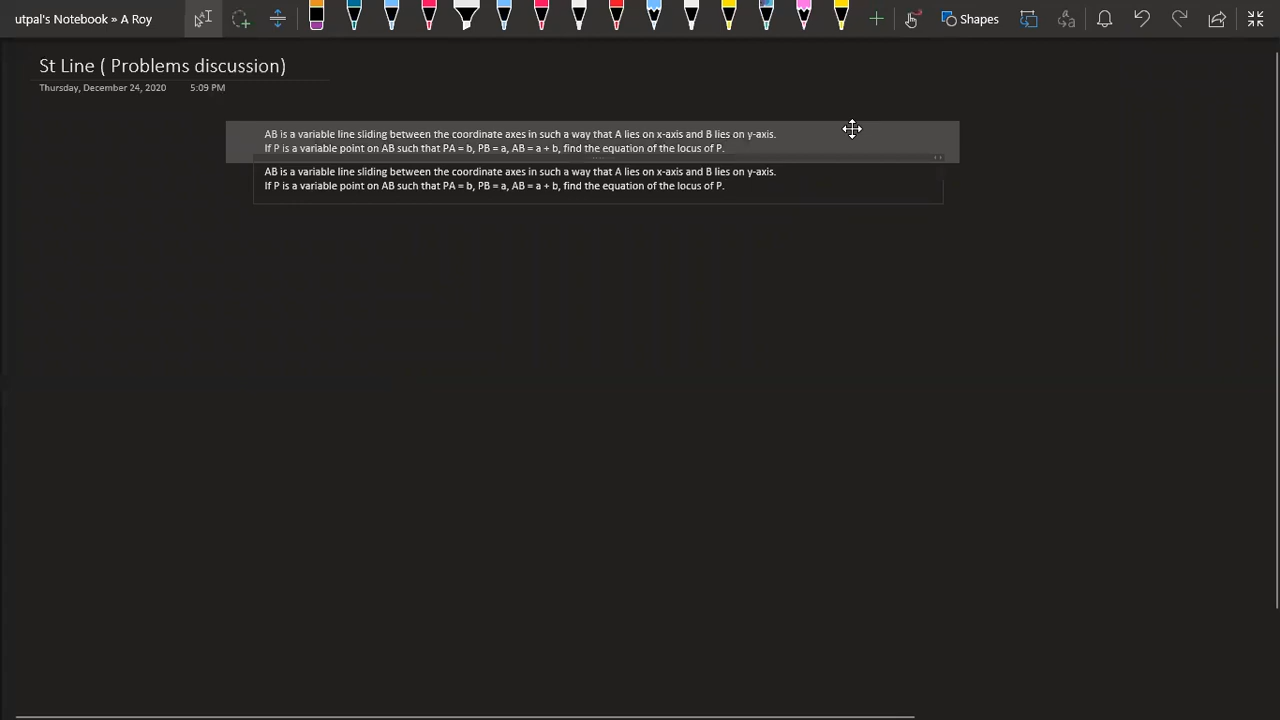 utpal's Notebook » A Roy
Shapes
St Line ( Problems discussion)
Thursday, December 24, 2020 5:09 PM
AB is a variable line sliding between the coordinate axes in such a way that A lies on x-axis and B lies on y-axis.
If P is a variable point on AB such that PA = b, PB = a, AB = a + b, find the equation of the locus of P.
AB is a variable line sliding between the coordinate axes in such a way that A lies on x-axis and B lies on y-axis.
If P is a variable point on AB such that PA = b, PB = a, AB = a + b, find the equation of the locus of P.